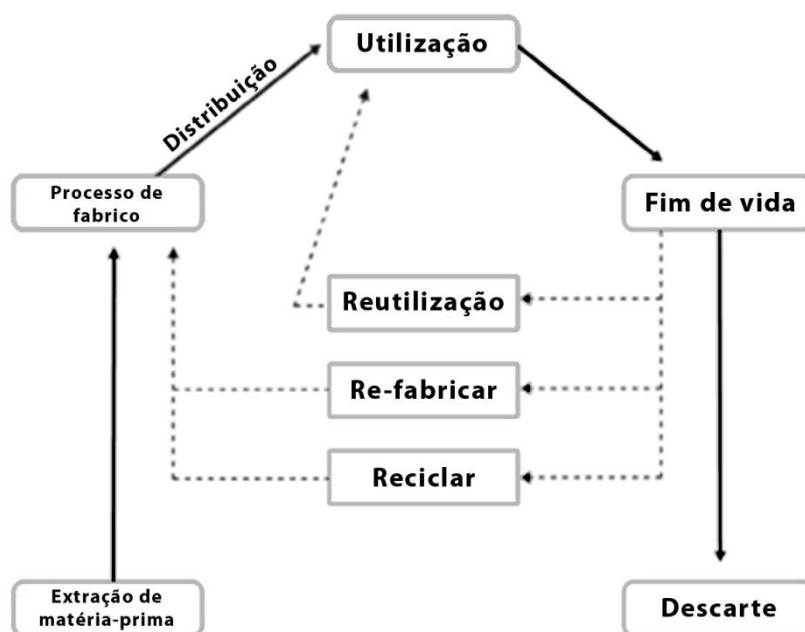 Utilização
Distribuição
Processo de
fabrico
Fim de vida
Reutilização
Re-fabricar
Reciclar
Extração de
matéria-prima
Descarte